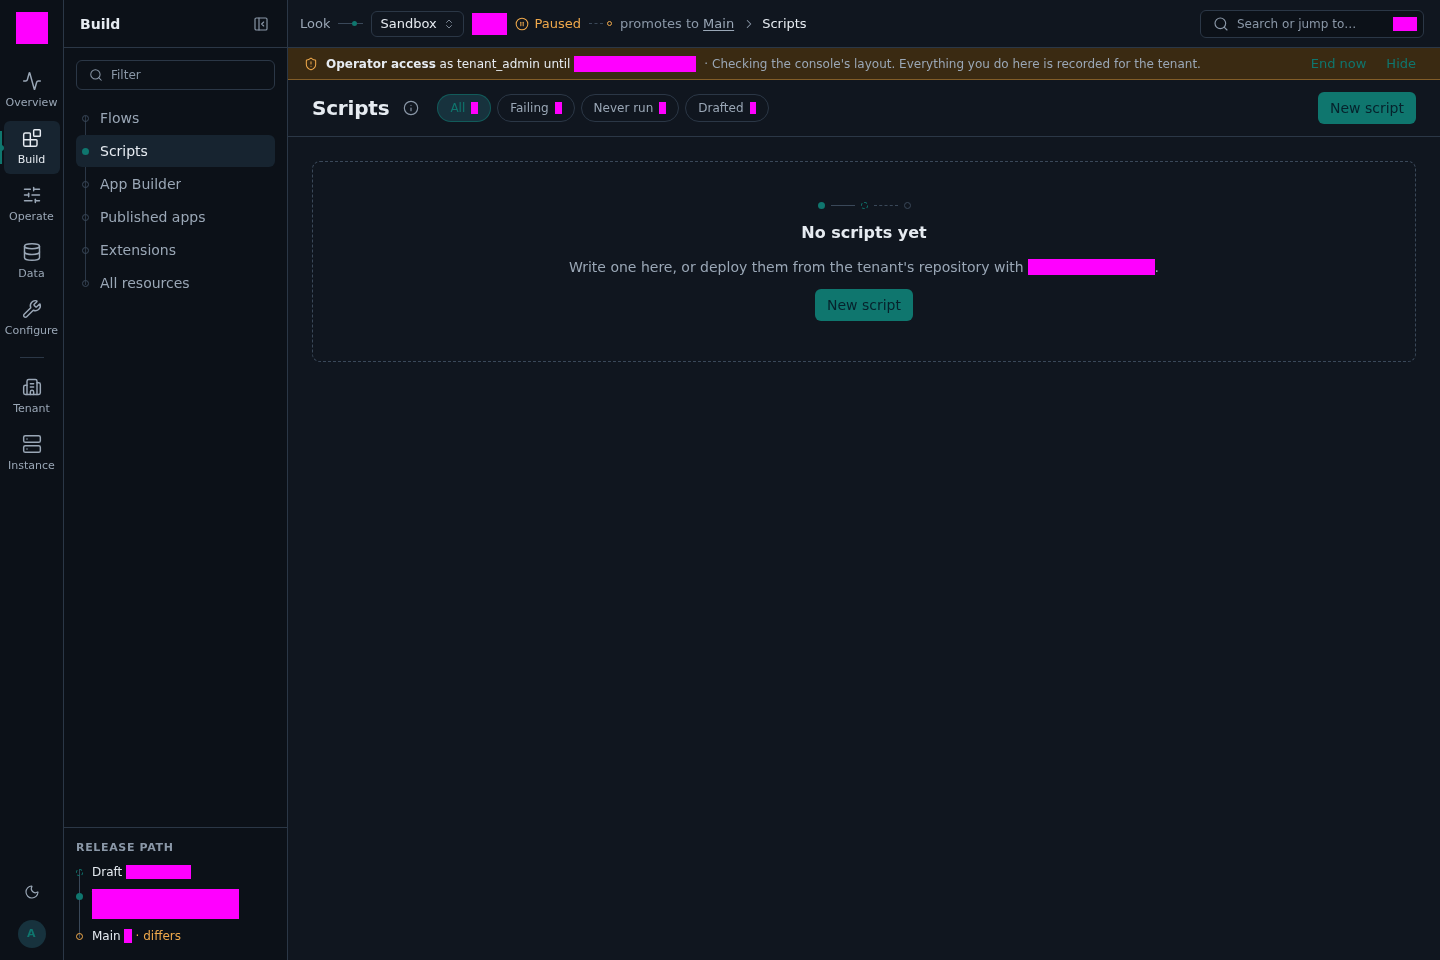 Build
Look
Sandbox
Paused
promotes to Main
Scripts
Search or jump to...
Operator access as tenant_admin until
· Checking the console's layout. Everything you do here is recorded for the tenant.
End now
Hide
Overview
Build
Operate
Data
Configure
Tenant
Instance
A
Filter
Flows
Scripts
App Builder
Published apps
Extensions
All resources
RELEASE PATH
Draft
Main · differs
Scripts
All
Failing
Never run
Drafted
New script
No scripts yet
Write one here, or deploy them from the tenant's repository with .
New script